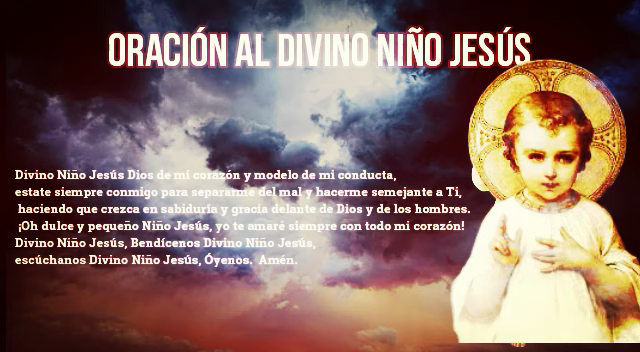 ORACIÓN AL DIVINO NIÑO JESÚS
Divino Niño Jesús Dios de mi corazón y modelo de mi conducta,
estate siempre conmigo para separarme del mal y hacerme semejante a Ti,
haciendo que crezca en sabiduría y gracia delante de Dios y de los hombres.
¡Oh dulce y pequeño Niño Jesús, yo te amaré siempre con todo mi corazón!
Divino Niño Jesús, Bendícenos Divino Niño Jesús,
escúchanos Divino Niño Jesús, Óyenos. Amén.